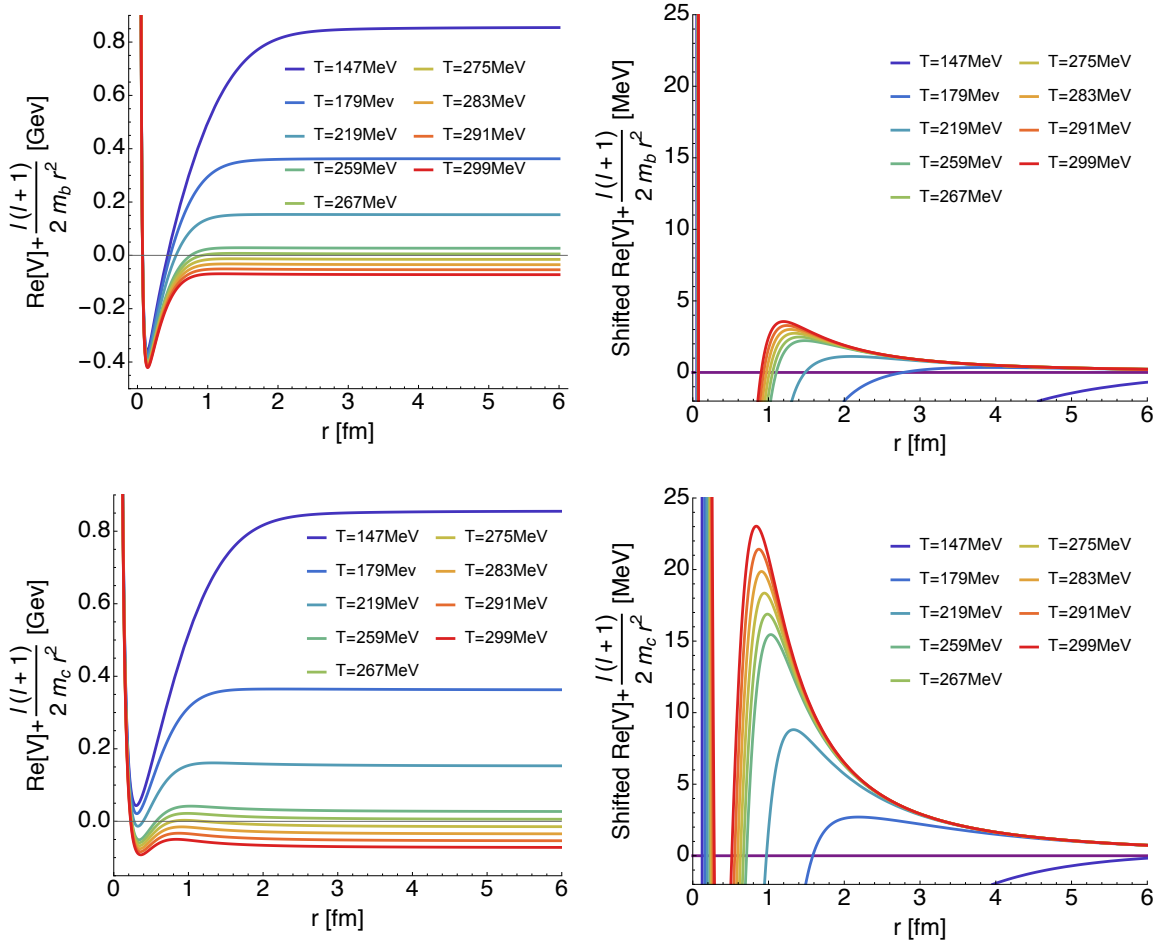 Re[V]+ l (l + 1) / 2 m_b r^2 [Gev]
0.8
0.6
0.4
0.2
0.0
−0.2
−0.4
T=147MeV T=275MeV
T=179Mev T=283MeV
T=219MeV T=291MeV
T=259MeV T=299MeV
T=267MeV
0 1 2 3 4 5 6
r [fm]
Shifted Re[V]+ l (l + 1) / 2 m_b r^2 [MeV]
25
20
15
10
5
0
T=147MeV T=275MeV
T=179Mev T=283MeV
T=219MeV T=291MeV
T=259MeV T=299MeV
T=267MeV
0 1 2 3 4 5 6
r [fm]
Re[V]+ l (l + 1) / 2 m_c r^2 [Gev]
0.8
0.6
0.4
0.2
0.0
T=147MeV T=275MeV
T=179Mev T=283MeV
T=219MeV T=291MeV
T=259MeV T=299MeV
T=267MeV
0 1 2 3 4 5 6
r [fm]
Shifted Re[V]+ l (l + 1) / 2 m_c r^2 [MeV]
25
20
15
10
5
0
T=147MeV T=275MeV
T=179Mev T=283MeV
T=219MeV T=291MeV
T=259MeV T=299MeV
T=267MeV
0 1 2 3 4 5 6
r [fm]